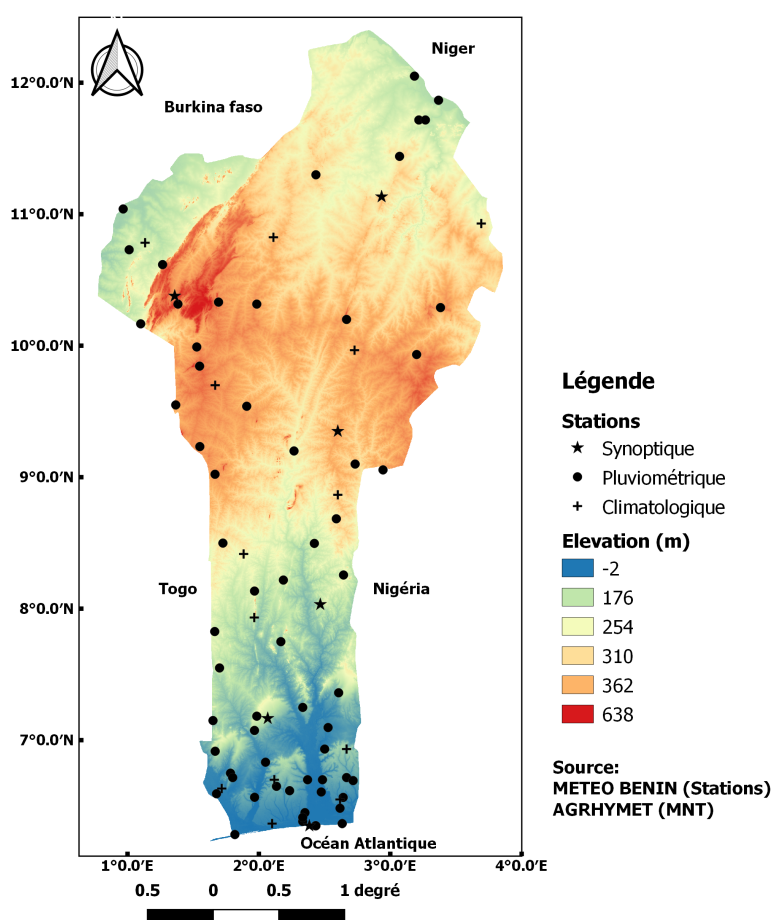 Niger
12°0.0'N
Burkina faso
11°0.0'N
10°0.0'N
9°0.0'N
Togo
Nigéria
8°0.0'N
7°0.0'N
Océan Atlantique
1°0.0'E
2°0.0'E
3°0.0'E
4°0.0'E
0.5
0
0.5
1 degré
Légende
Stations
Synoptique
Pluviométrique
Climatologique
Elevation (m)
-2
176
254
310
362
638
Source:
METEO BENIN (Stations)
AGRHYMET (MNT)